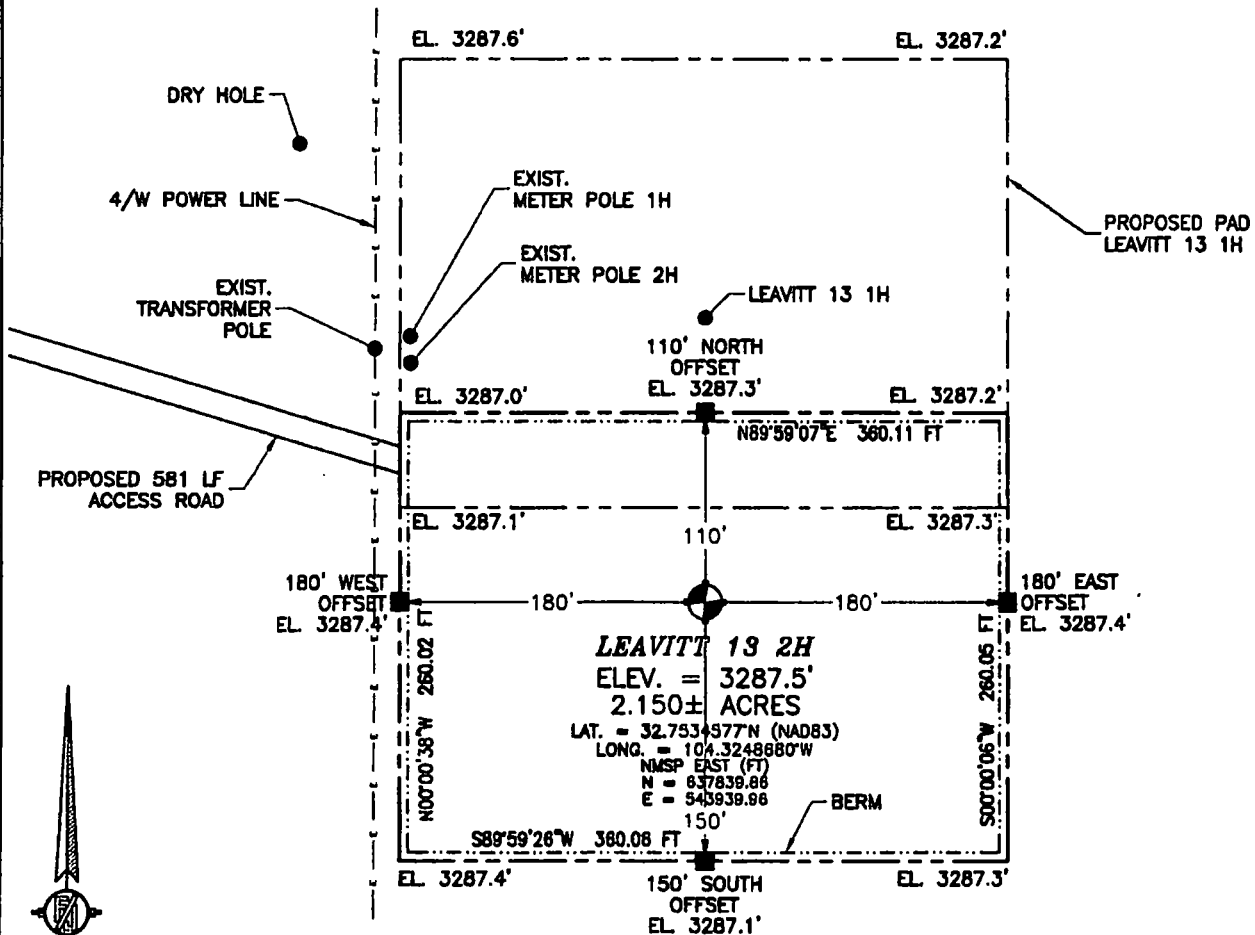 EL. 3287.6'
EL. 3287.2'
DRY HOLE
4/W POWER LINE
EXIST.
METER POLE 1H
PROPOSED PAD
LEAVITT 13 1H
EXIST.
METER POLE 2H
EXIST.
TRANSFORMER
POLE
LEAVITT 13 1H
110' NORTH
OFFSET
EL. 3287.3'
EL. 3287.0'
EL. 3287.2'
N89°59'07"E 360.11 FT
PROPOSED 581 LF
ACCESS ROAD
EL. 3287.1'
EL. 3287.3'
110'
180' WEST
OFFSET
EL. 3287.4'
180'
180'
180' EAST
OFFSET
EL. 3287.4'
N00°00'38"W 260.02 FT
S00°00'06"W 260.05 FT
LEAVITT 13 2H
ELEV. = 3287.5'
2.150± ACRES
LAT. = 32.7534577°N (NAD83)
LONG. = 104.3248680°W
NMSP EAST (FT)
N = 637839.86
E = 543939.96
BERM
150'
S89°59'26"W 360.06 FT
EL. 3287.4'
EL. 3287.3'
150' SOUTH
OFFSET
EL. 3287.1'